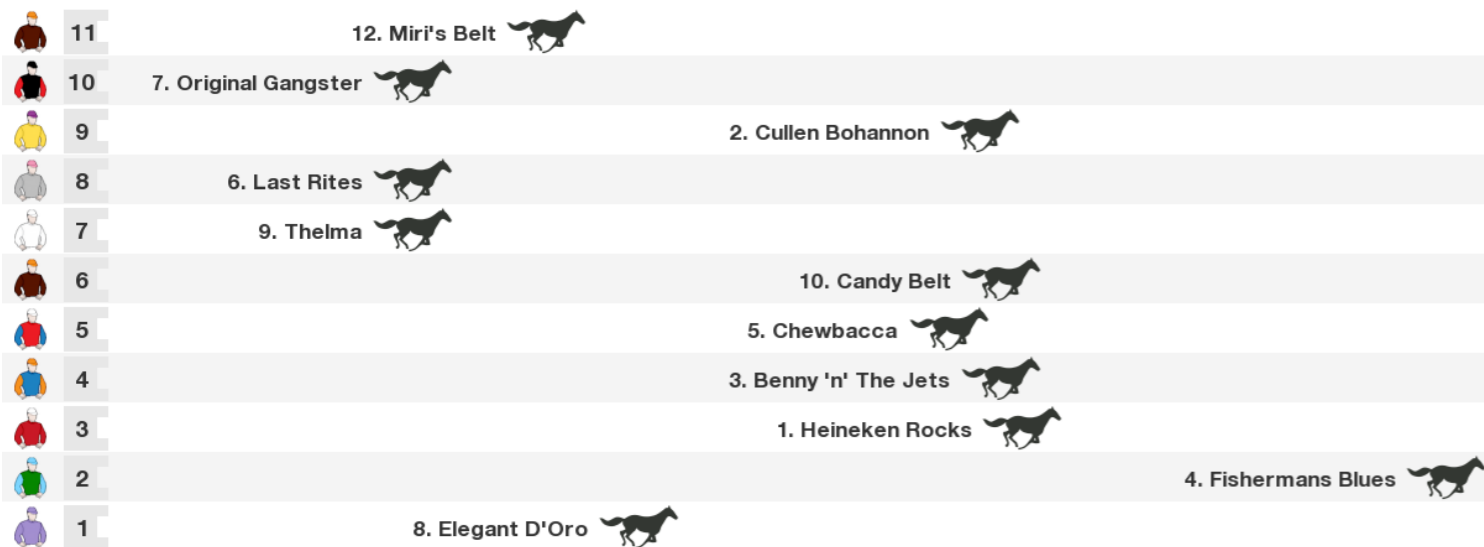 11 12. Miri's Belt
10 7. Original Gangster
9 2. Cullen Bohannon
8 6. Last Rites
7 9. Thelma
6 10. Candy Belt
5 5. Chewbacca
4 3. Benny 'n' The Jets
3 1. Heineken Rocks
2 4. Fishermans Blues
1 8. Elegant D'Oro